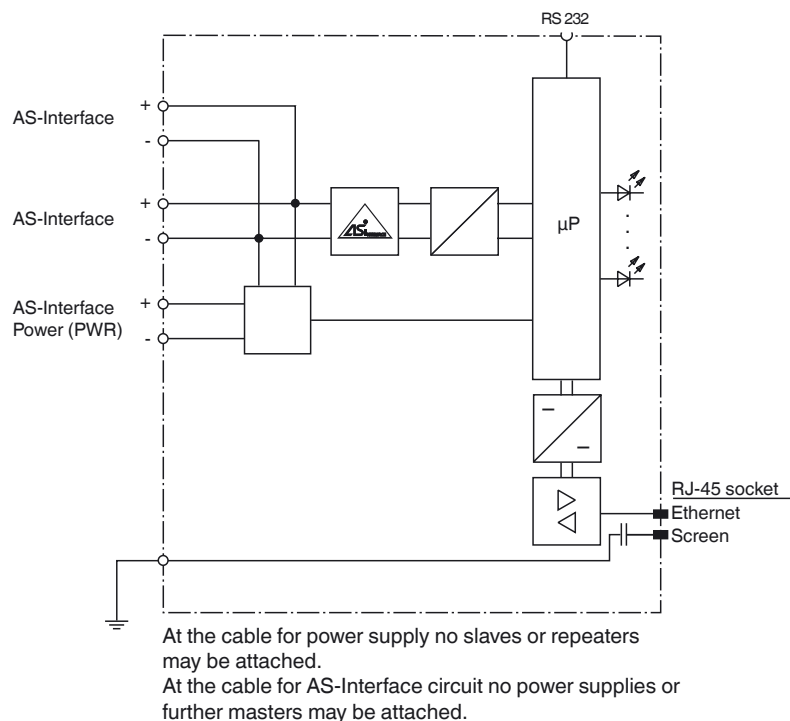 RS 232
AS-Interface
+
-
AS-Interface
+
-
µP
AS-Interface
Power (PWR)
+
-
RJ-45 socket
Ethernet
Screen
At the cable for power supply no slaves or repeaters
may be attached.
At the cable for AS-Interface circuit no power supplies or
further masters may be attached.